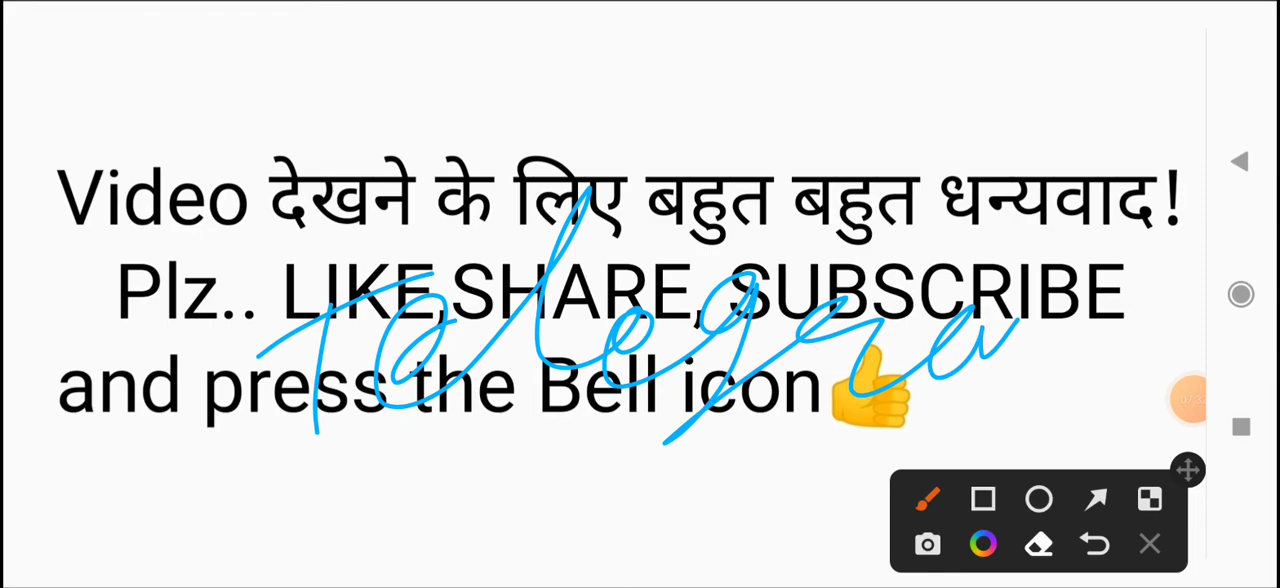 Video देखने के लिए बहुत बहुत धन्यवाद!
Plz.. LIKE,SHARE, SUBSCRIBE
and press the Bell icon👍
Telegra